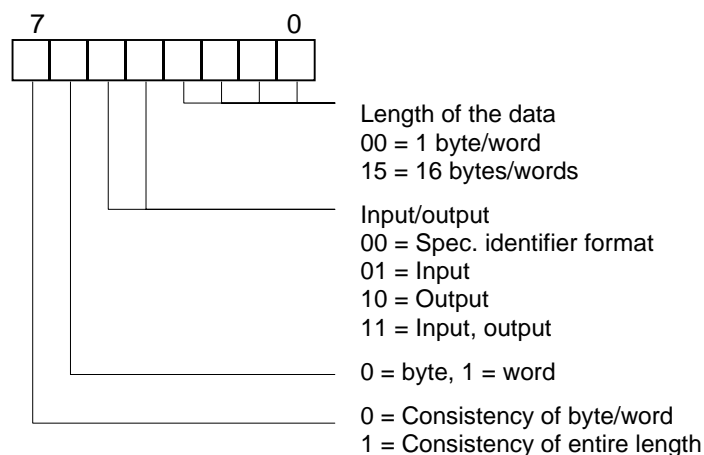 7 0
Length of the data
00 = 1 byte/word
15 = 16 bytes/words
Input/output
00 = Spec. identifier format
01 = Input
10 = Output
11 = Input, output
0 = byte, 1 = word
0 = Consistency of byte/word
1 = Consistency of entire length